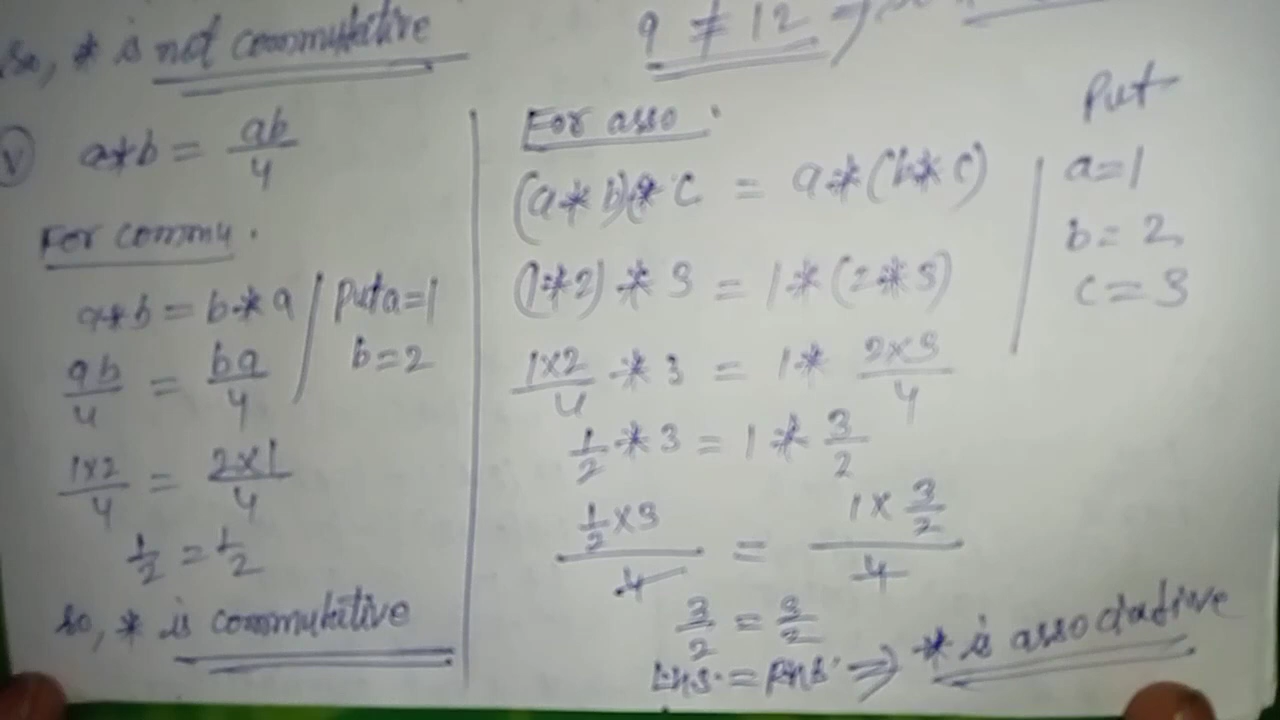 So, * is not commutative
9 ≠ 12 ⇒
(V) a*b = ab/4
For commu.
a*b = b*a | Put a=1
b=2
ab/4 = ba/4
1×2/4 = 2×1/4
1/2 = 1/2
So, * is commutative
For asso.
(a*b)*c = a*(b*c)
(1*2)*3 = 1*(2*3)
1×2/4 * 3 = 1 * 2×3/4
1/2 * 3 = 1 * 3/2
1/2×3/4 = 1×3/2/4
3/2 = 3/2
LHS. = RHS. ⇒ * is associative
Put
a=1
b=2
c=3